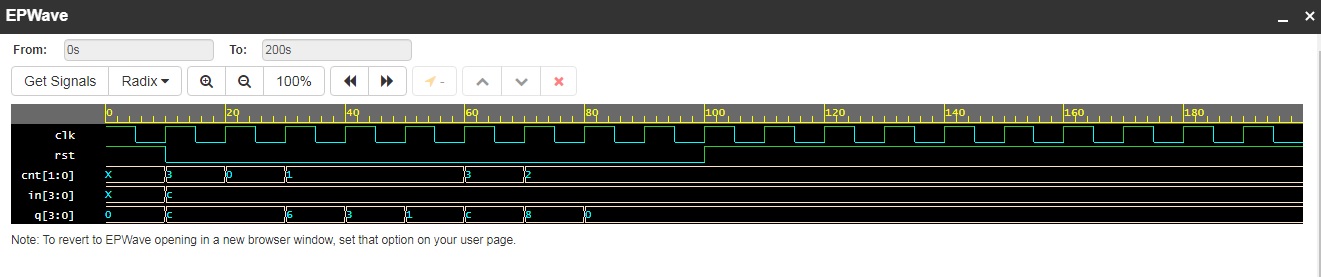 EPWave
From: 0s To: 200s
Get Signals Radix 100% -
0 20 40 60 80 100 120 140 160 180
clk
rst
cnt[1:0] X 3 0 1 3 2
in[3:0] X c
q[3:0] 0 c 6 3 1 c 8 0
Note: To revert to EPWave opening in a new browser window, set that option on your user page.